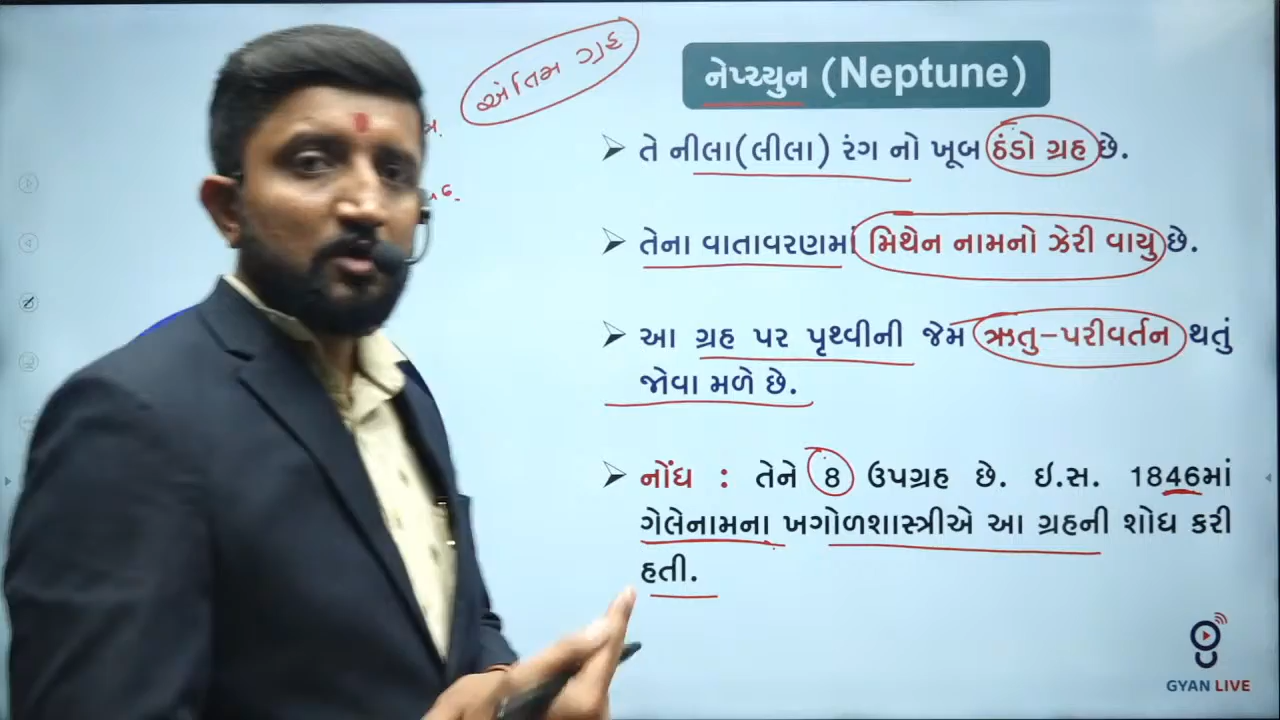 અંતિમ ગ્રહ
નેપ્ચ્યુન (Neptune)
તે નીલા(લીલા) રંગ નો ખૂબ ઠંડો ગ્રહ છે.
તેના વાતાવરણમાં મિથેન નામનો ઝેરી વાયુ છે.
આ ગ્રહ પર પૃથ્વીની જેમ ઋતુ-પરીવર્તન થતું
જોવા મળે છે.
નોંધ : તેને 8 ઉપગ્રહ છે. ઇ.સ. 1846માં
ગેલેનામના ખગોળશાસ્ત્રીએ આ ગ્રહની શોધ કરી
હતી.
GYAN LIVE